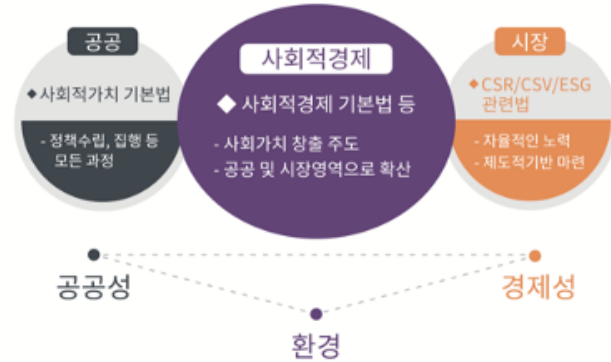 공공
◆사회적가치 기본법
- 정책수립, 집행 등
모든 과정
사회적경제
◆ 사회적경제 기본법 등
- 사회가치 창출 주도
- 공공 및 시장영역으로 확산
시장
◆CSR/CSV/ESG
관련법
- 자율적인 노력
- 제도적기반 마련
공공성
경제성
환경